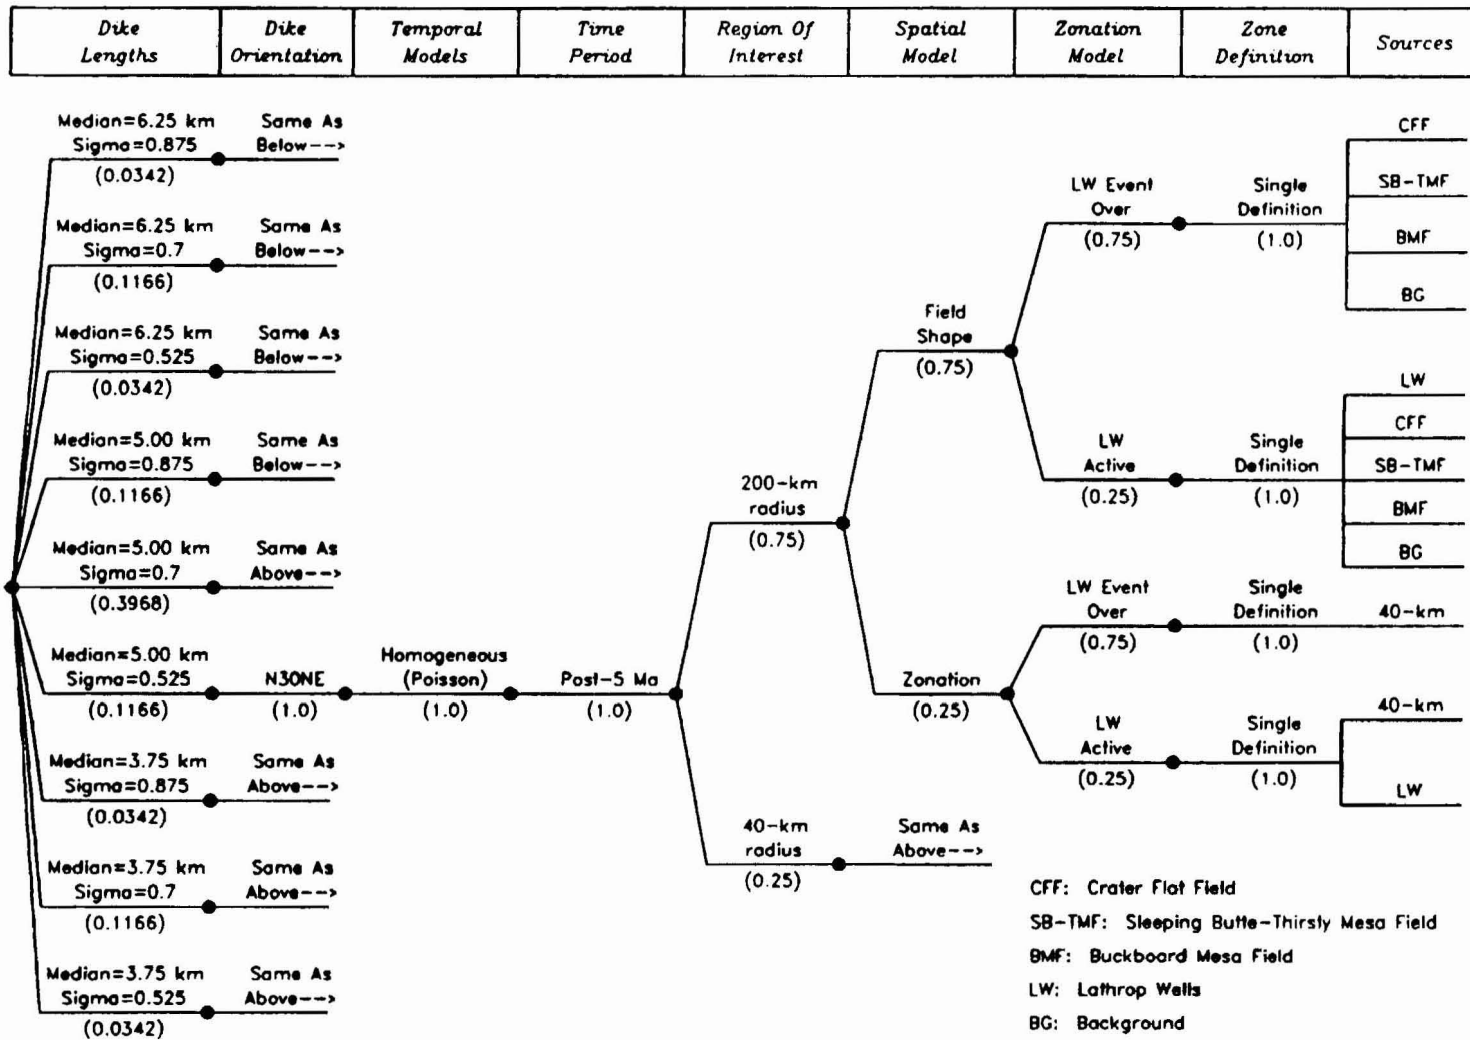 Dike Lengths
Dike Orientation
Temporal Models
Time Period
Region Of Interest
Spatial Model
Zonation Model
Zone Definition
Sources
Median=6.25 km
Sigma=0.875
(0.0342)
Same As
Below-->
Median=6.25 km
Sigma=0.7
(0.1166)
Same As
Below-->
Median=6.25 km
Sigma=0.525
(0.0342)
Same As
Below-->
Median=5.00 km
Sigma=0.875
(0.1166)
Same As
Below-->
Median=5.00 km
Sigma=0.7
(0.3968)
Same As
Above-->
Median=5.00 km
Sigma=0.525
(0.1166)
N30NE
(1.0)
Homogeneous
(Poisson)
(1.0)
Post-5 Ma
(1.0)
Median=3.75 km
Sigma=0.875
(0.0342)
Same As
Above-->
Median=3.75 km
Sigma=0.7
(0.1166)
Same As
Above-->
Median=3.75 km
Sigma=0.525
(0.0342)
Same As
Above-->
200-km
radius
(0.75)
40-km
radius
(0.25)
Same As
Above-->
Field
Shape
(0.75)
Zonation
(0.25)
LW Event
Over
(0.75)
Single
Definition
(1.0)
CFF
SB-TMF
BMF
BG
LW
Active
(0.25)
Single
Definition
(1.0)
LW
CFF
SB-TMF
BMF
BG
LW Event
Over
(0.75)
Single
Definition
(1.0)
40-km
LW
Active
(0.25)
Single
Definition
(1.0)
40-km
LW
CFF: Crater Flat Field
SB-TMF: Sleeping Butte-Thirsty Mesa Field
BMF: Buckboard Mesa Field
LW: Lathrop Wells
BG: Background